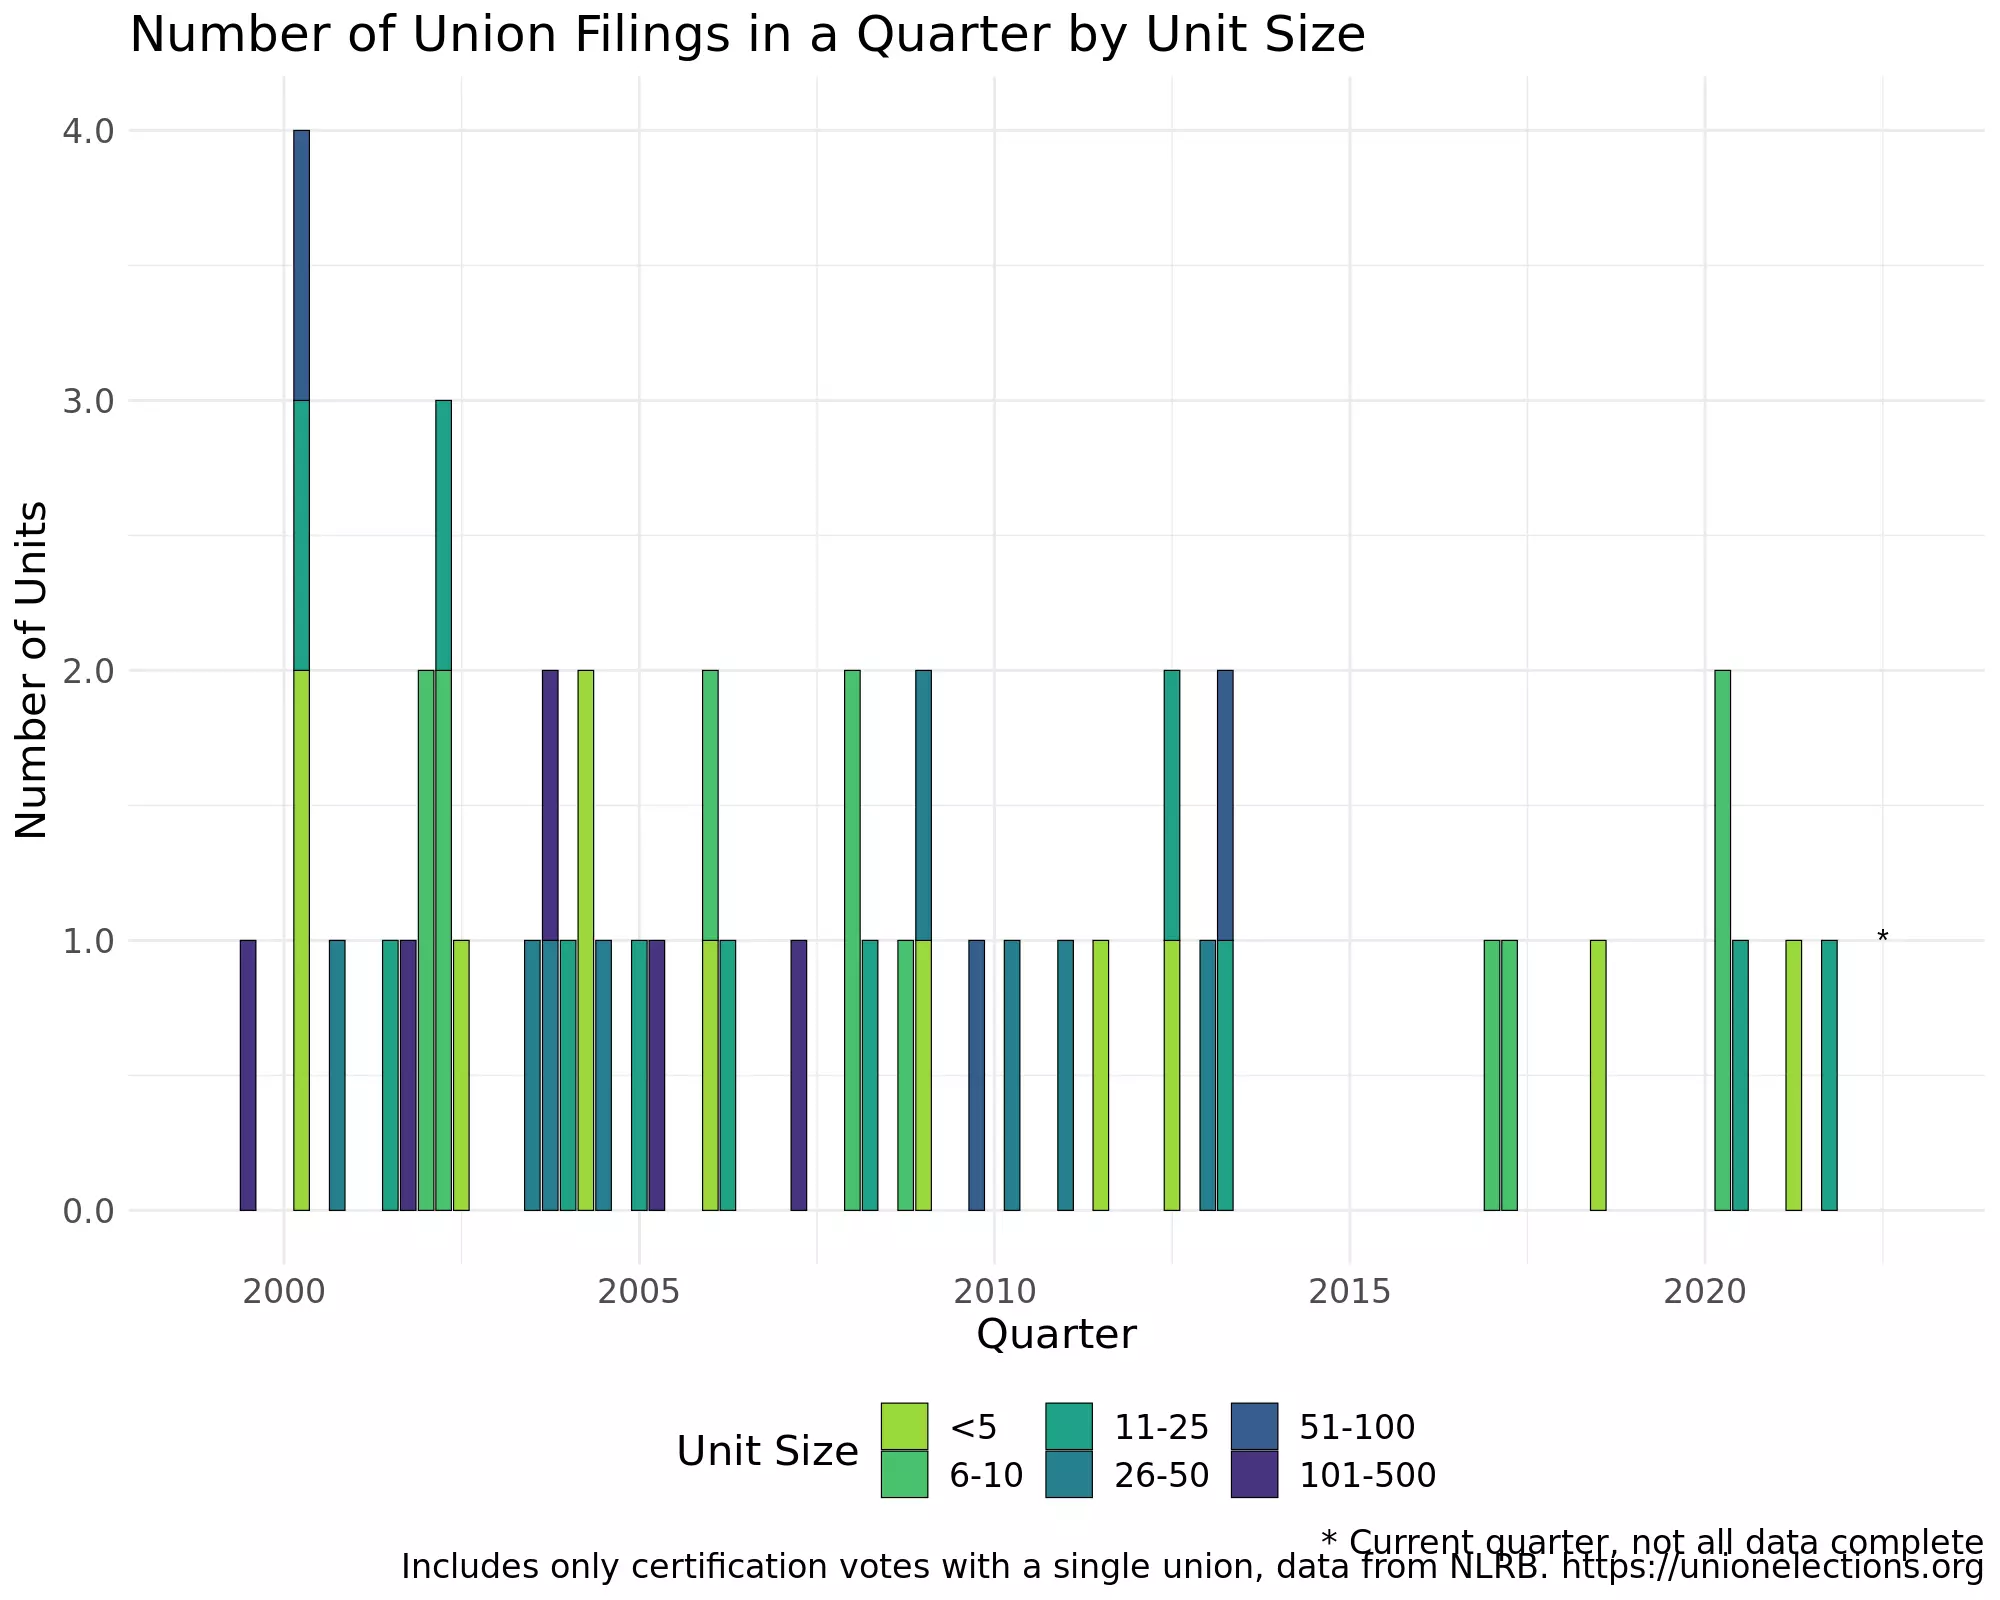 Number of Union Filings in a Quarter by Unit Size
4.0
3.0
2.0
1.0
0.0
Number of Units
*
2000 2005 2010 2015 2020
Quarter
Unit Size
<5 11-25 51-100
6-10 26-50 101-500
* Current quarter, not all data complete
Includes only certification votes with a single union, data from NLRB. https://unionelections.org